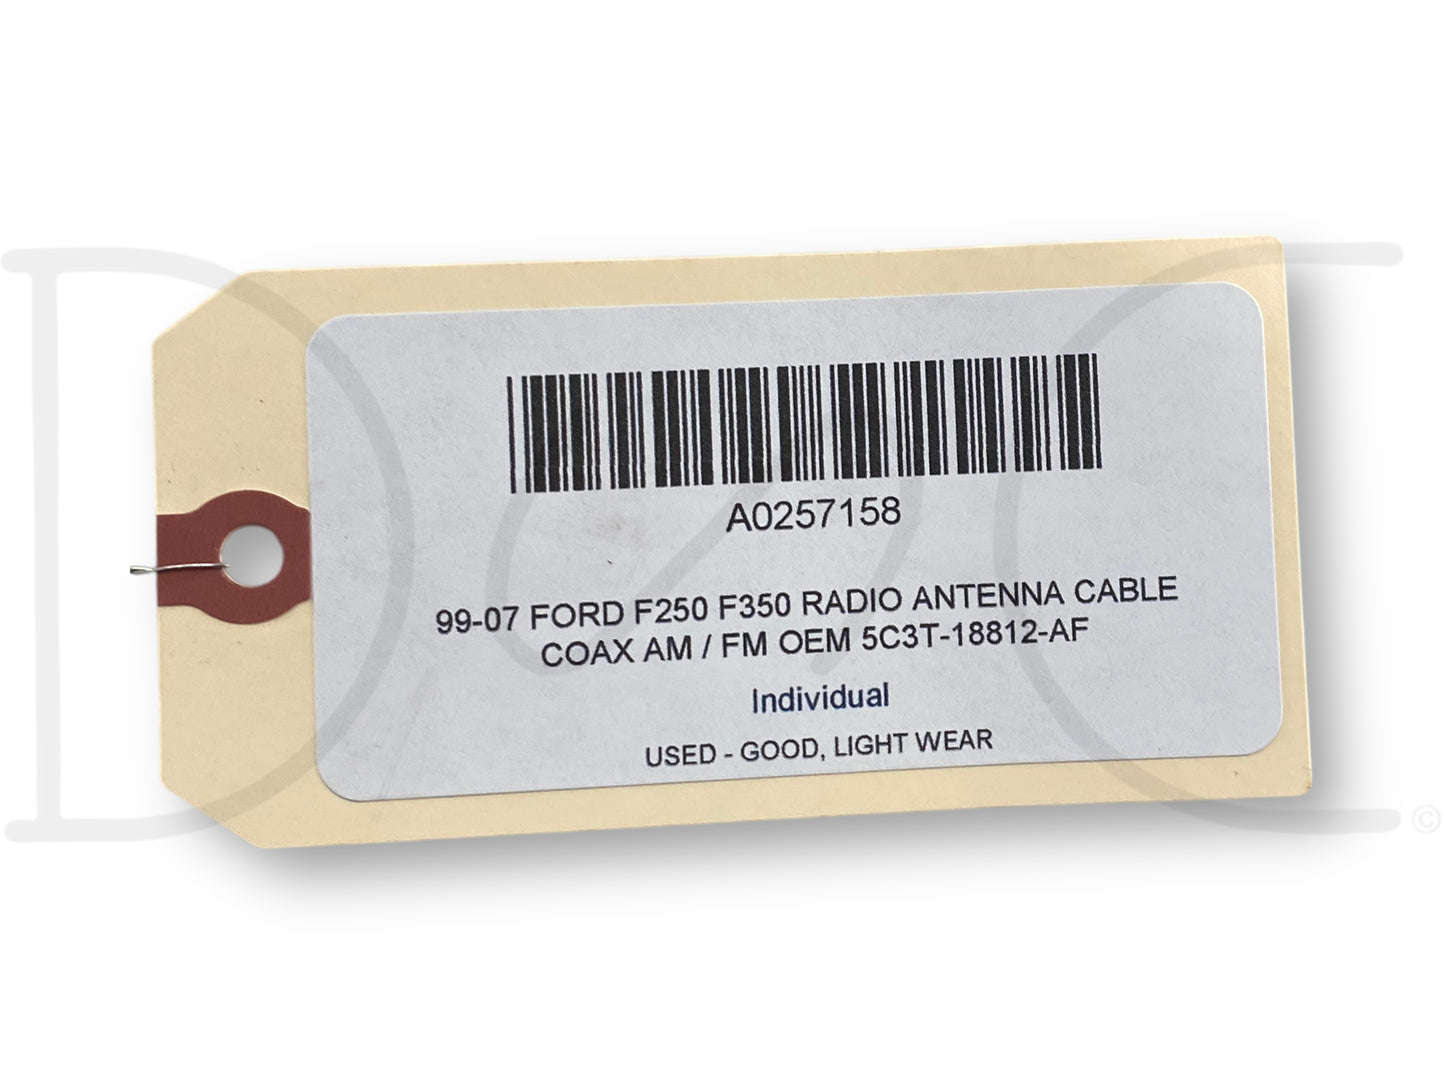 A0257158
99-07 FORD F250 F350 RADIO ANTENNA CABLE
COAX AM / FM OEM 5C3T-18812-AF
Individual
USED - GOOD, LIGHT WEAR
©